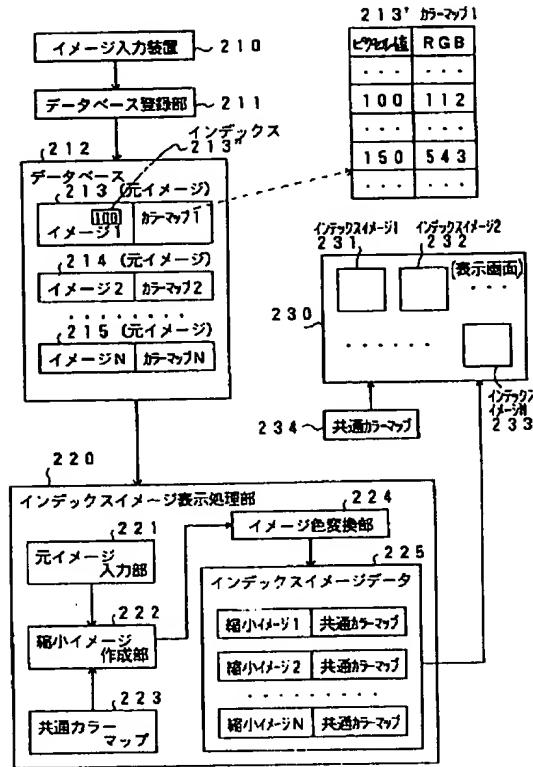 イメージ入力装置 210
データベース登録部 211
インデックス
213"
212
データベース
213 (元イメージ)
100
イメージ1 カラーマップ1
214 (元イメージ)
イメージ2 カラーマップ2
・・・・・・・・・
215 (元イメージ)
イメージN カラーマップN
213' カラーマップ1
ピクセル値 RGB
・・・ ・・・
100 112
・・・ ・・・
150 543
・・・ ・・・
インデックスイメージ1
231
インデックスイメージ2
232
(表示画面)
・・・
230
・・・・・・
インデックス
イメージN
233
234 共通カラーマップ
220
インデックスイメージ表示処理部
221
元イメージ
入力部
222
縮小イメージ
作成部
223
共通カラー
マップ
224
イメージ色変換部
225
インデックスイメージデータ
縮小イメージ1 共通カラーマップ
縮小イメージ2 共通カラーマップ
・・・・・・・・・
縮小イメージN 共通カラーマップ